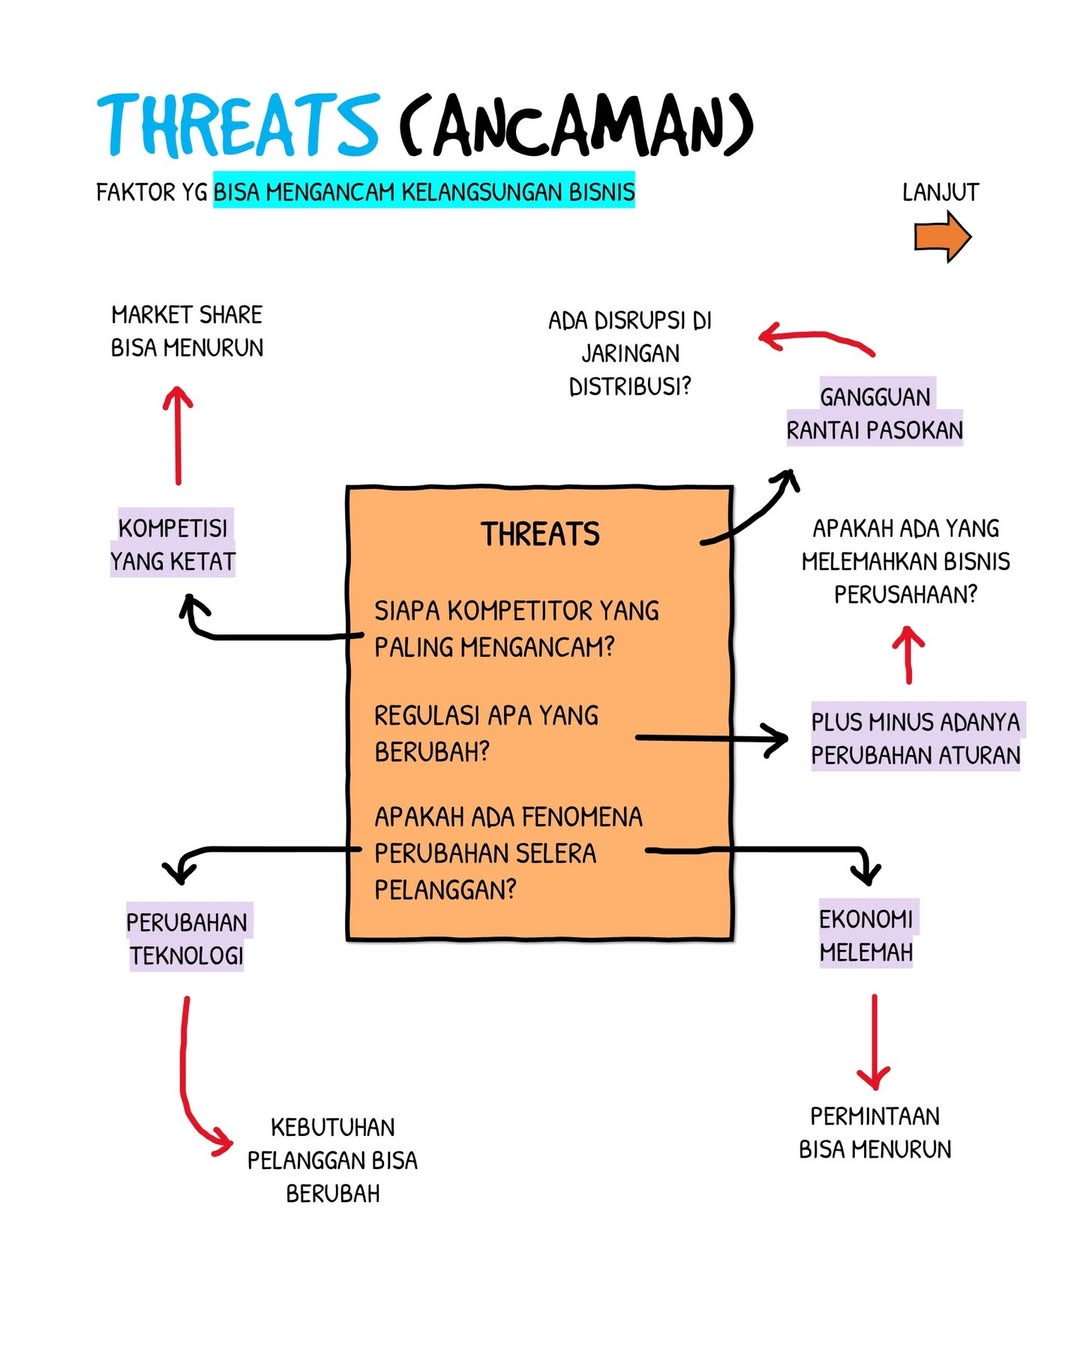 THREATS (ANCAMAN)
FAKTOR YG BISA MENGANCAM KELANGSUNGAN BISNIS
LANJUT
MARKET SHARE
BISA MENURUN
ADA DISRUPSI DI
JARINGAN
DISTRIBUSI?
GANGGUAN
RANTAI PASOKAN
KOMPETISI
YANG KETAT
THREATS
SIAPA KOMPETITOR YANG
PALING MENGANCAM?
REGULASI APA YANG
BERUBAH?
APAKAH ADA FENOMENA
PERUBAHAN SELERA
PELANGGAN?
APAKAH ADA YANG
MELEMAHKAN BISNIS
PERUSAHAAN?
PLUS MINUS ADANYA
PERUBAHAN ATURAN
PERUBAHAN
TEKNOLOGI
EKONOMI
MELEMAH
KEBUTUHAN
PELANGGAN BISA
BERUBAH
PERMINTAAN
BISA MENURUN